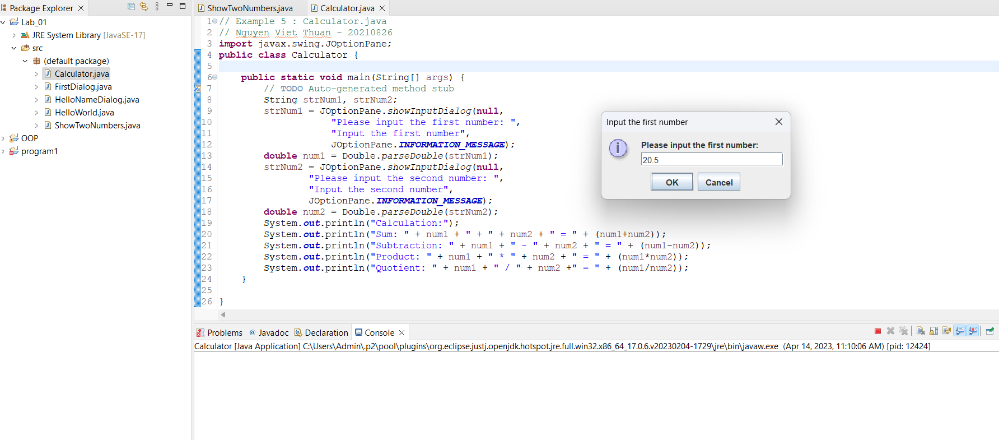 Package Explorer
Lab_01
JRE System Library [JavaSE-17]
src
(default package)
Calculator.java
FirstDialog.java
HelloNameDialog.java
HelloWorld.java
ShowTwoNumbers.java
OOP
program1
ShowTwoNumbers.java Calculator.java
1 // Example 5 : Calculator.java
2 // Nguyen Viet Thuan - 20210826
3 import javax.swing.JOptionPane;
4 public class Calculator {
5
6     public static void main(String[] args) {
7         // TODO Auto-generated method stub
8         String strNum1, strNum2;
9         strNum1 = JOptionPane.showInputDialog(null,
10                     "Please input the first number: ",
11                     "Input the first number",
12                     JOptionPane.INFORMATION_MESSAGE);
13         double num1 = Double.parseDouble(strNum1);
14         strNum2 = JOptionPane.showInputDialog(null,
15                 "Please input the second number: ",
16                 "Input the second number",
17                 JOptionPane.INFORMATION_MESSAGE);
18         double num2 = Double.parseDouble(strNum2);
19         System.out.println("Calculation:");
20         System.out.println("Sum: " + num1 + " + " + num2 + " = " + (num1+num2));
21         System.out.println("Subtraction: " + num1 + " - " + num2 + " = " + (num1-num2));
22         System.out.println("Product: " + num1 + " * " + num2 + " = " + (num1*num2));
23         System.out.println("Quotient: " + num1 + " / " + num2 +" = " + (num1/num2));
24     }
25
26 }
Input the first number
Please input the first number:
20.5
OK Cancel
Problems @ Javadoc Declaration Console
Calculator [Java Application] C:\Users\Admin\.p2\pool\plugins\org.eclipse.justj.openjdk.hotspot.jre.full.win32.x86_64_17.0.6.v20230204-1729\jre\bin\javaw.exe (Apr 14, 2023, 11:10:06 AM) [pid: 12424]